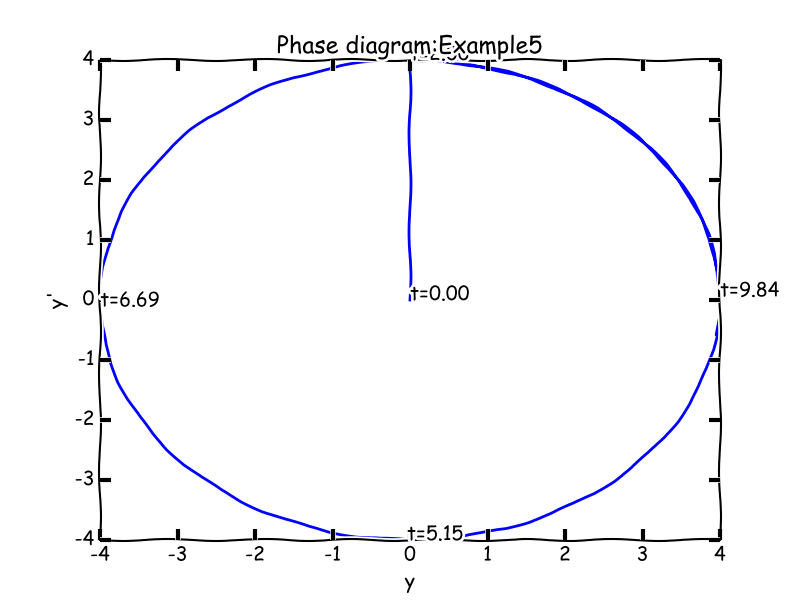 Phase diagram:Example5
4
3
2
1
0
-1
-2
-3
-4
y'
t=0.00
t=6.69
t=9.84
t=5.15
-4 -3 -2 -1 0 1 2 3 4
y